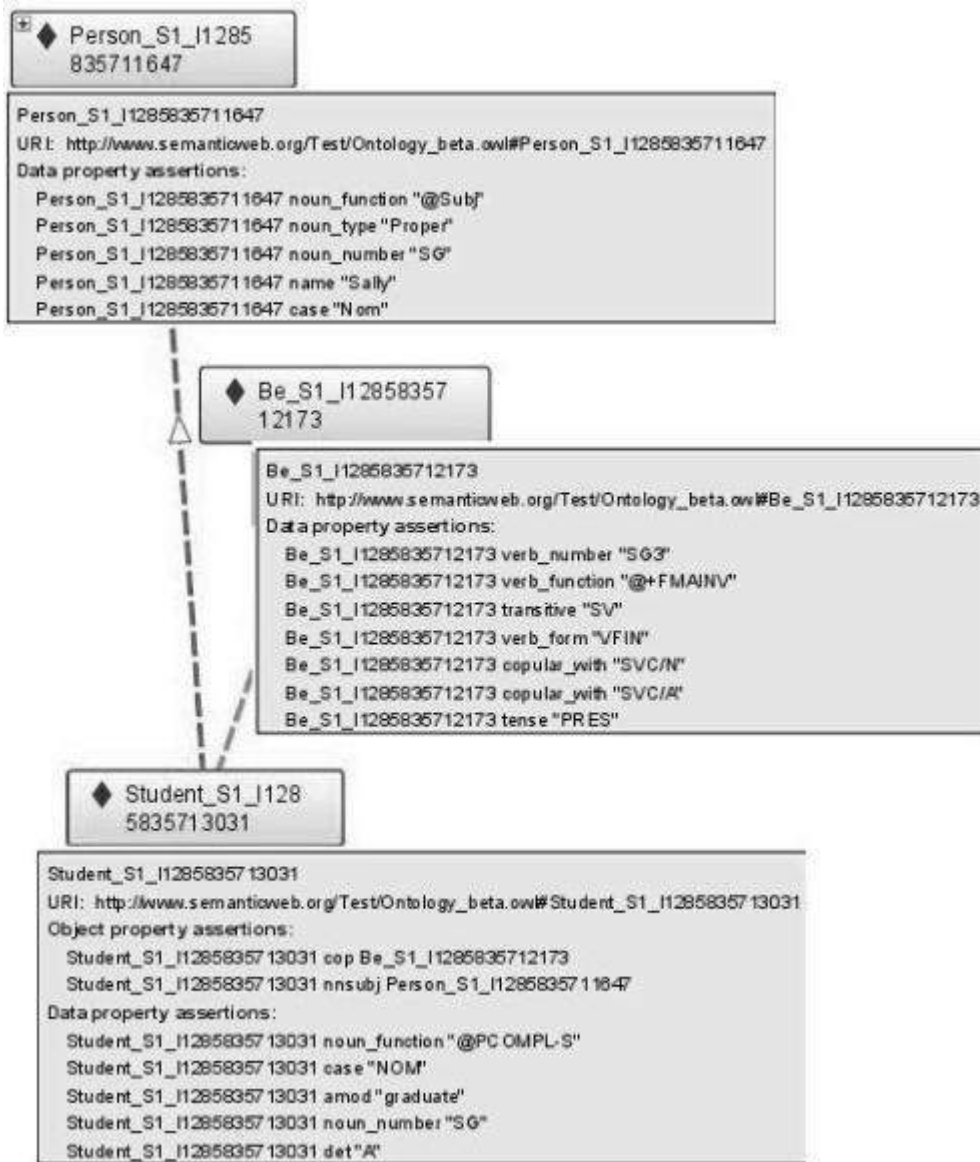 Person_S1_I1285
835711647
Person_S1_I1285835711647
URI: http://www.semanticweb.org/Test/Ontology_beta.owl#Person_S1_I1285835711647
Data property assertions:
Person_S1_I1285835711647 noun_function "@Subj"
Person_S1_I1285835711647 noun_type "Proper"
Person_S1_I1285835711647 noun_number "SG"
Person_S1_I1285835711647 name "Sally"
Person_S1_I1285835711647 case "Nom"
Be_S1_I12858357
12173
Be_S1_I1285835712173
URI: http://www.semanticweb.org/Test/Ontology_beta.owl#Be_S1_I1285835712173
Data property assertions:
Be_S1_I1285835712173 verb_number "SG3"
Be_S1_I1285835712173 verb_function "@+FMAINV"
Be_S1_I1285835712173 transitive "SV"
Be_S1_I1285835712173 verb_form "VFIN"
Be_S1_I1285835712173 copular_with "SVC/N"
Be_S1_I1285835712173 copular_with "SVC/A"
Be_S1_I1285835712173 tense "PRES"
Student_S1_I128
5835713031
Student_S1_I1285835713031
URI: http://www.semanticweb.org/Test/Ontology_beta.owl#Student_S1_I1285835713031
Object property assertions:
Student_S1_I1285835713031 cop Be_S1_I1285835712173
Student_S1_I1285835713031 nnsubj Person_S1_I1285835711647
Data property assertions:
Student_S1_I1285835713031 noun_function "@PCOMPL-S"
Student_S1_I1285835713031 case "NOM"
Student_S1_I1285835713031 amod "graduate"
Student_S1_I1285835713031 noun_number "SG"
Student_S1_I1285835713031 det "A"